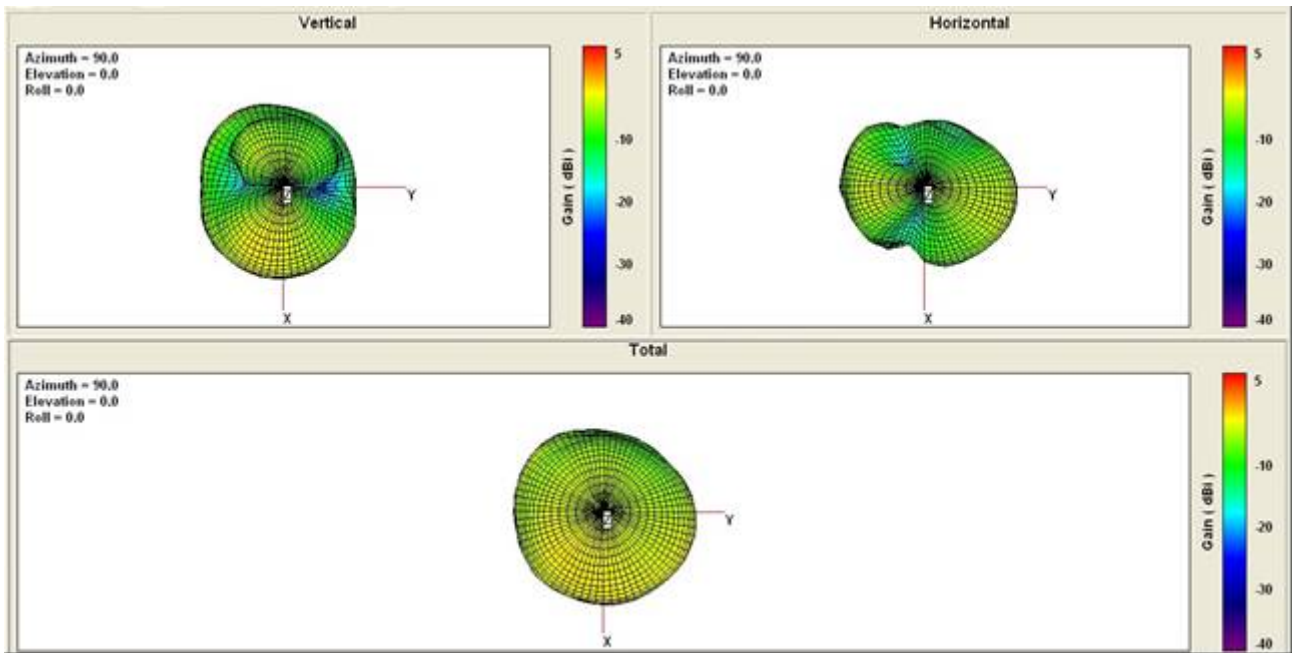 Vertical
Azimuth = 90.0
Elevation = 0.0
Roll = 0.0
Z
Y
X
5
-10
-20
-30
-40
Gain ( dBi )
Horizontal
Azimuth = 90.0
Elevation = 0.0
Roll = 0.0
Z
Y
X
5
-10
-20
-30
-40
Gain ( dBi )
Total
Azimuth = 90.0
Elevation = 0.0
Roll = 0.0
Z
Y
X
5
-10
-20
-30
-40
Gain ( dBi )